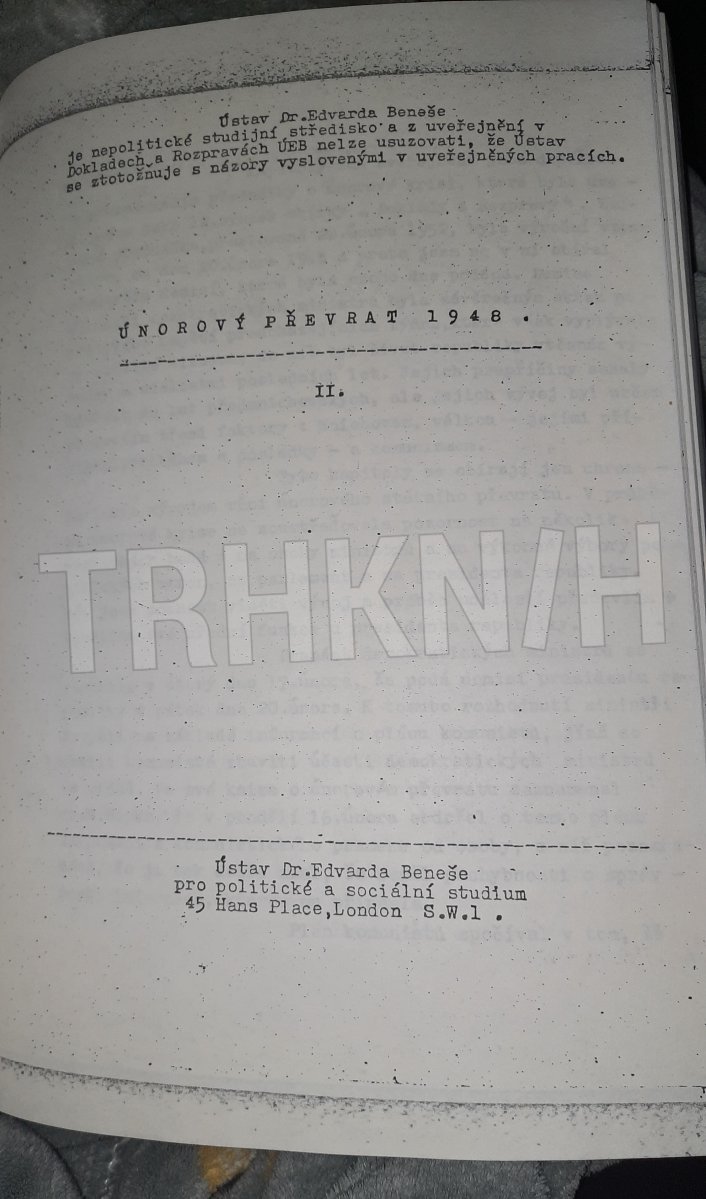 Ústav Dr.Edvarda Beneše
je nepolitické studijní středisko a z uveřejnění v
Dokladech a Rozpravách ÚEB nelze usuzovati, že Ústav
se ztotožnuje s názory vyslovenými v uveřejněných pracích.
ÚNOROVÝ PŘEVRAT 1948.
II.
TRHKN/H
Ústav Dr.Edvarda Beneše
pro politické a sociální studium
45 Hans Place,London S.W.1 .